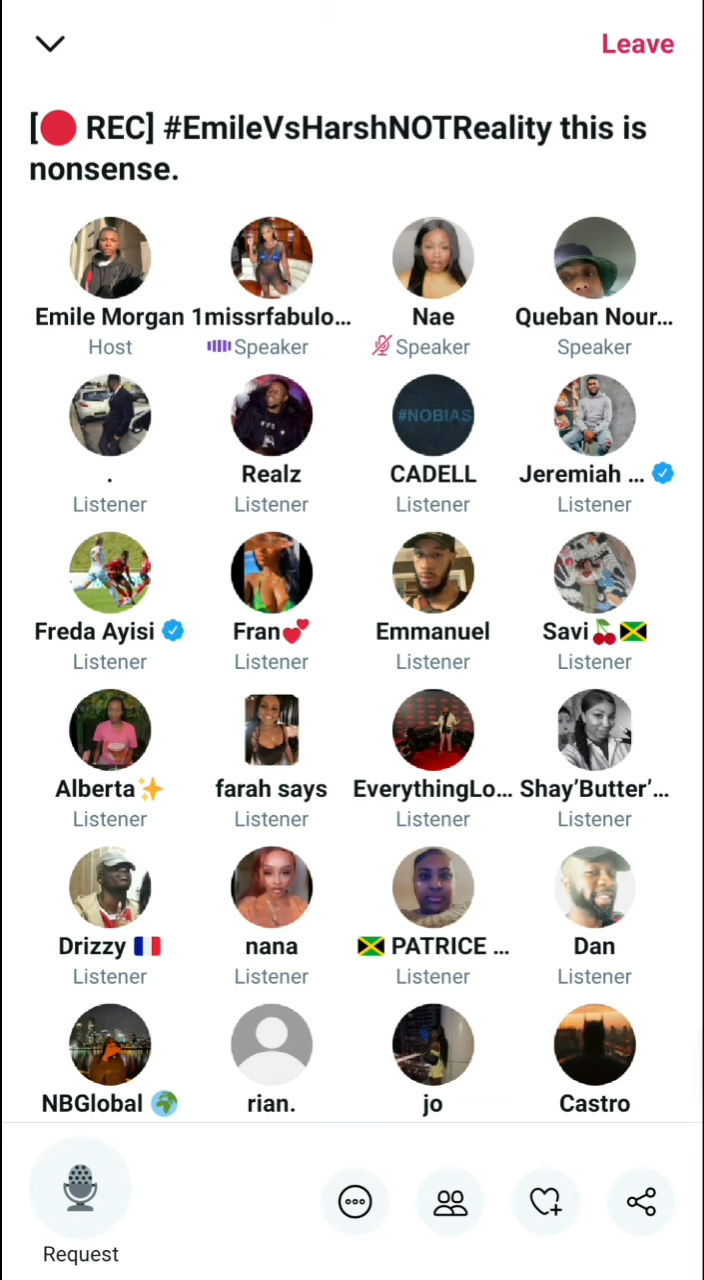 Leave
[🔴 REC] #EmileVsHarshNOTReality this is
nonsense.
Emile Morgan 1missrfabulo... Nae Queban Nour...
Host Speaker Speaker Speaker
#NOBIAS
. Realz CADELL Jeremiah ...
Listener Listener Listener Listener
Freda Ayisi Fran💕 Emmanuel Savi🍒🇯🇲
Listener Listener Listener Listener
Alberta✨ farah says EverythingLo... Shay’Butter’...
Listener Listener Listener Listener
Drizzy 🇫🇷 nana 🇯🇲 PATRICE ... Dan
Listener Listener Listener Listener
NBGlobal 🌍 rian. jo Castro
Request